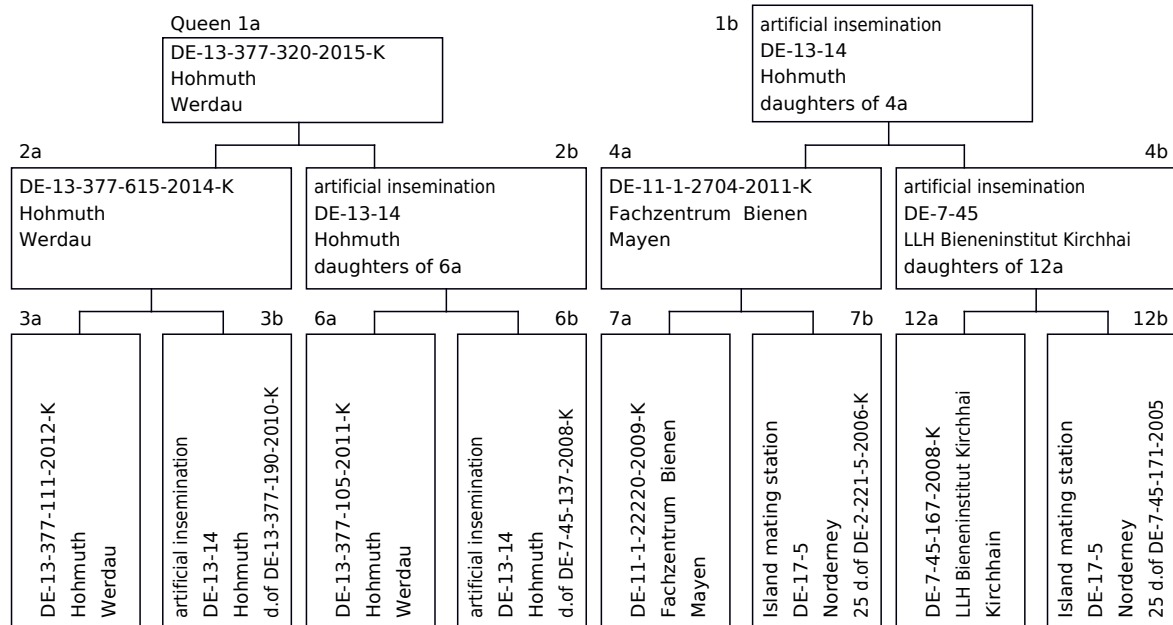 Queen 1a
DE-13-377-320-2015-K
Hohmuth
Werdau
1b
artificial insemination
DE-13-14
Hohmuth
daughters of 4a
2a
DE-13-377-615-2014-K
Hohmuth
Werdau
2b
artificial insemination
DE-13-14
Hohmuth
daughters of 6a
4a
DE-11-1-2704-2011-K
Fachzentrum Bienen
Mayen
4b
artificial insemination
DE-7-45
LLH Bieneninstitut Kirchhai
daughters of 12a
3a
DE-13-377-111-2012-K
Hohmuth
Werdau
3b
artificial insemination
DE-13-14
Hohmuth
d.of DE-13-377-190-2010-K
6a
DE-13-377-105-2011-K
Hohmuth
Werdau
6b
artificial insemination
DE-13-14
Hohmuth
d.of DE-7-45-137-2008-K
7a
DE-11-1-22220-2009-K
Fachzentrum Bienen
Mayen
7b
Island mating station
DE-17-5
Norderney
25 d.of DE-2-221-5-2006-K
12a
DE-7-45-167-2008-K
LLH Bieneninstitut Kirchhai
Kirchhain
12b
Island mating station
DE-17-5
Norderney
25 d.of DE-7-45-171-2005